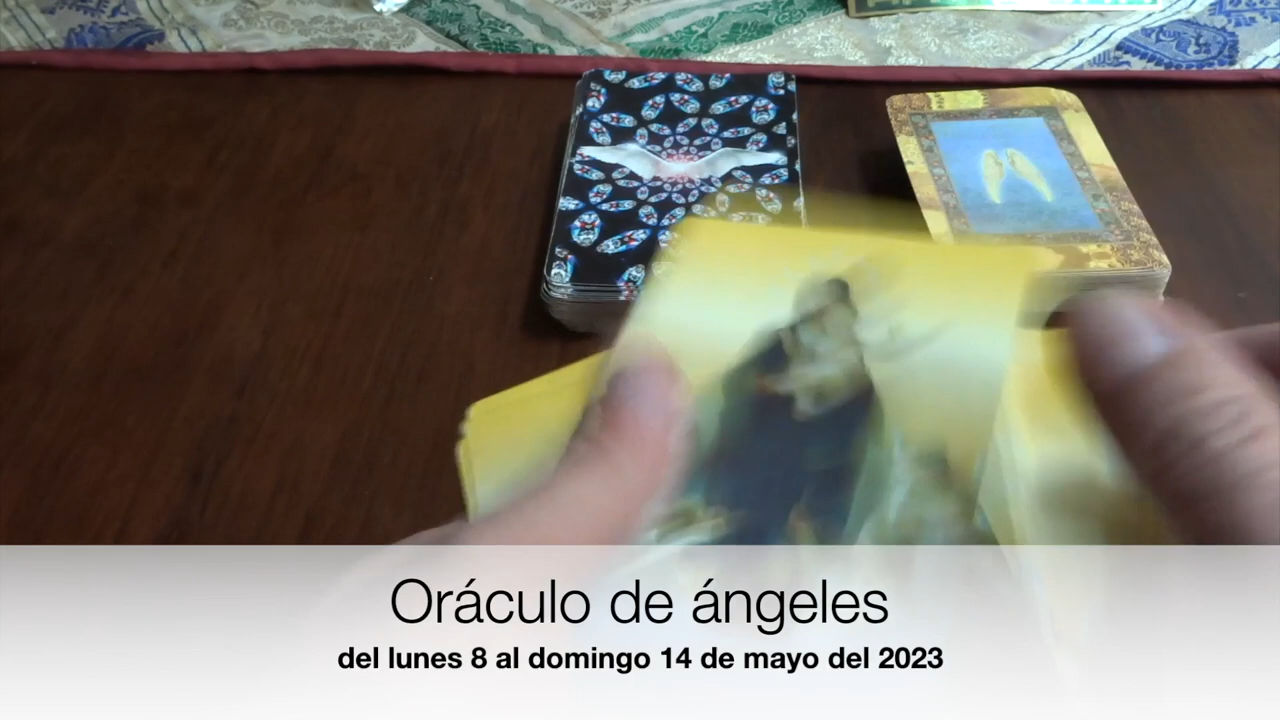 Oráculo de ángeles
del lunes 8 al domingo 14 de mayo del 2023